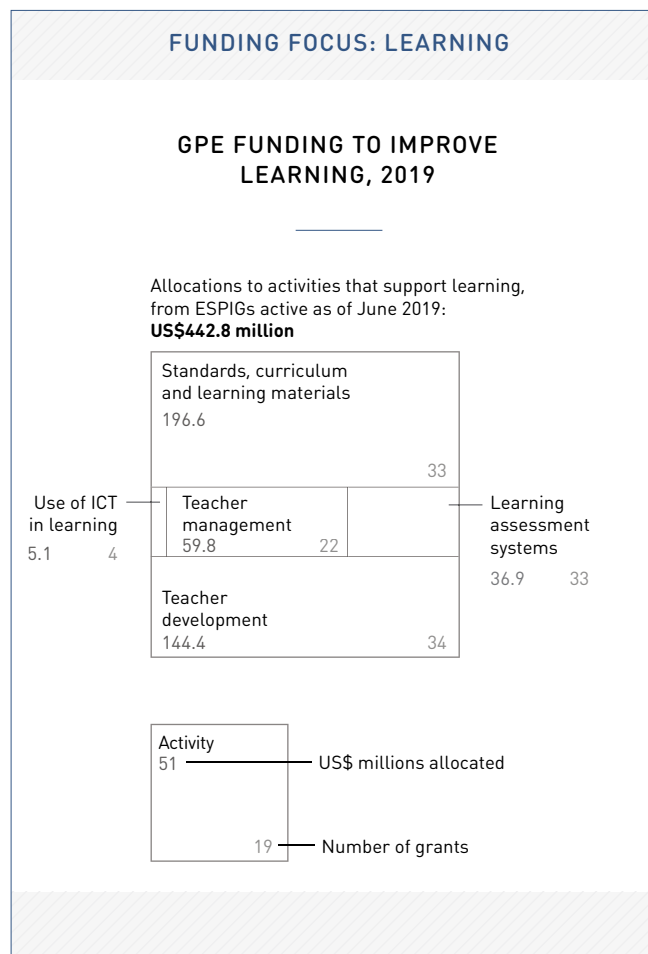 FUNDING FOCUS: LEARNING
GPE FUNDING TO IMPROVE
LEARNING, 2019
Allocations to activities that support learning,
from ESPIGs active as of June 2019:
US$442.8 million
Standards, curriculum
and learning materials
196.6
33
Use of ICT
in learning
5.1 4
Teacher
management
59.8 22
Learning
assessment
systems
36.9 33
Teacher
development
144.4 34
Activity
51
US$ millions allocated
19
Number of grants